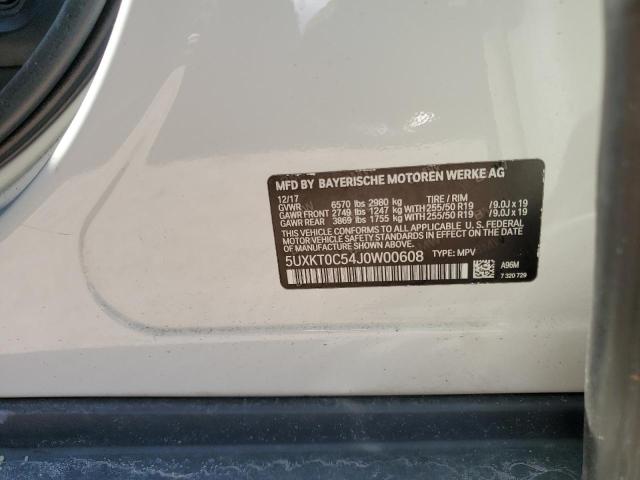 MFD BY BAYERISCHE MOTOREN WERKE AG
12/17
GVWR 6570 lbs 2980 kg TIRE / RIM
GAWR FRONT 2749 lbs 1247 kg WITH 255/50 R19 /9.0J x 19
GAWR REAR 3869 lbs 1755 kg WITH 255/50 R19 /9.0J x 19
THIS VEHICLE CONFORMS TO ALL APPLICABLE U. S. FEDERAL
MOTOR VEHICLE SAFETY STANDARDS IN EFFECT ON THE DATE
OF MANUFACTURE SHOWN ABOVE.
5UXKT0C54J0W00608 TYPE: MPV
A96M
7 320 729